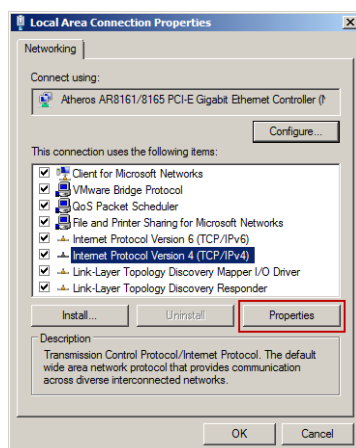 Local Area Connection Properties
Networking
Connect using:
Atheros AR8161/8165 PCI-E Gigabit Ethernet Controller (N
Configure...
This connection uses the following items:
Client for Microsoft Networks
VMware Bridge Protocol
QoS Packet Scheduler
File and Printer Sharing for Microsoft Networks
Internet Protocol Version 6 (TCP/IPv6)
Internet Protocol Version 4 (TCP/IPv4)
Link-Layer Topology Discovery Mapper I/O Driver
Link-Layer Topology Discovery Responder
Install... Uninstall Properties
Description
Transmission Control Protocol/Internet Protocol. The default
wide area network protocol that provides communication
across diverse interconnected networks.
OK Cancel